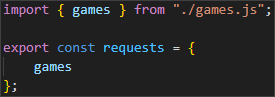 import { games } from "./games.js";
export const requests = {
    games
};